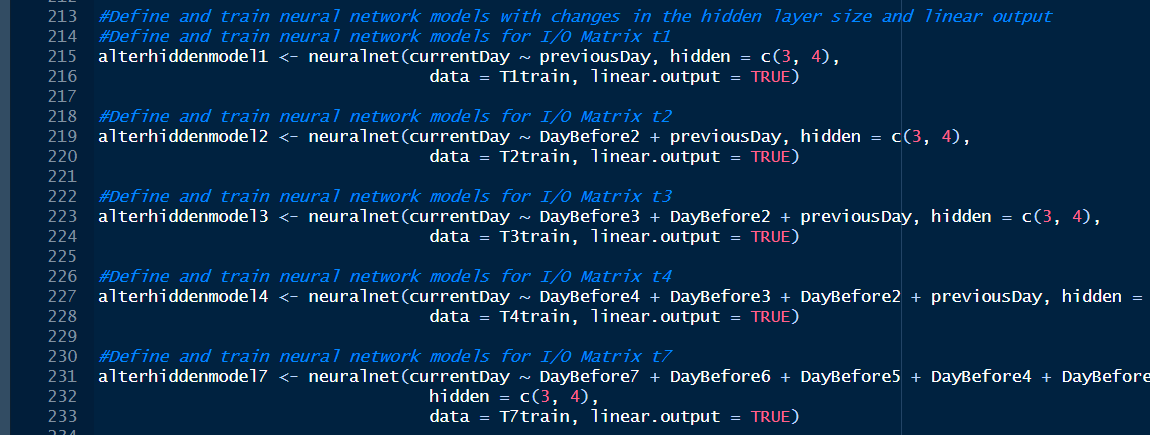 213 #Define and train neural network models with changes in the hidden layer size and linear output
214 #Define and train neural network models for I/O Matrix t1
215 alterhiddenmodel1 <- neuralnet(currentDay ~ previousDay, hidden = c(3, 4),
216 data = T1train, linear.output = TRUE)
217
218 #Define and train neural network models for I/O Matrix t2
219 alterhiddenmodel2 <- neuralnet(currentDay ~ DayBefore2 + previousDay, hidden = c(3, 4),
220 data = T2train, linear.output = TRUE)
221
222 #Define and train neural network models for I/O Matrix t3
223 alterhiddenmodel3 <- neuralnet(currentDay ~ DayBefore3 + DayBefore2 + previousDay, hidden = c(3, 4),
224 data = T3train, linear.output = TRUE)
225
226 #Define and train neural network models for I/O Matrix t4
227 alterhiddenmodel4 <- neuralnet(currentDay ~ DayBefore4 + DayBefore3 + DayBefore2 + previousDay, hidden =
228 data = T4train, linear.output = TRUE)
229
230 #Define and train neural network models for I/O Matrix t7
231 alterhiddenmodel7 <- neuralnet(currentDay ~ DayBefore7 + DayBefore6 + DayBefore5 + DayBefore4 + DayBefore
232 hidden = c(3, 4),
233 data = T7train, linear.output = TRUE)